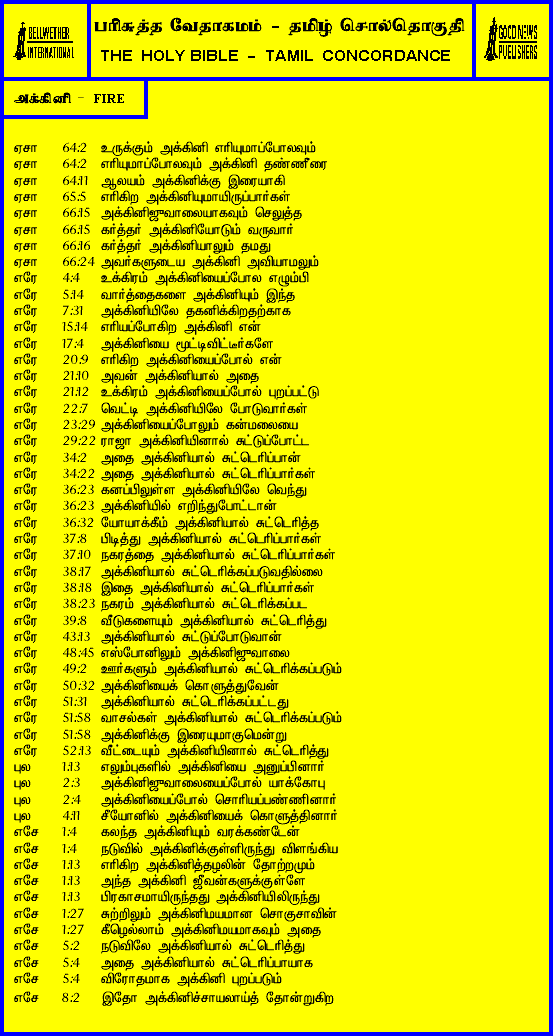 BELLWETHER
INTERNATIONAL
பரிசுத்த வேதாகமம் - தமிழ் சொல்தொகுதி
THE HOLY BIBLE - TAMIL CONCORDANCE
GOOD NEWS
PUBLISHERS
அக்கினி - FIRE
ஏசா 64:2 உருக்கும் அக்கினி எரியுமாப்போலவும்
ஏசா 64:2 எரியுமாப்போலவும் அக்கினி தண்ணீரை
ஏசா 64:11 ஆலயம் அக்கினிக்கு இரையாகி
ஏசா 65:5 எரிகிற அக்கினியுமாயிருப்பார்கள்
ஏசா 66:15 அக்கினிஜுவாலையாகவும் செலுத்த
ஏசா 66:15 கர்த்தர் அக்கினியோடும் வருவார்
ஏசா 66:16 கர்த்தர் அக்கினியாலும் தமது
ஏசா 66:24 அவர்களுடைய அக்கினி அவியாமலும்
எரே 4:4 உக்கிரம் அக்கினியைப்போல எழும்பி
எரே 5:14 வார்த்தைகளை அக்கினியும் இந்த
எரே 7:31 அக்கினியிலே தகனிக்கிறதற்காக
எரே 15:14 எரியப்போகிற அக்கினி என்
எரே 17:4 அக்கினியை மூட்டிவிட்டீர்களே
எரே 20:9 எரிகிற அக்கினியைப்போல் என்
எரே 21:10 அவன் அக்கினியால் அதை
எரே 21:12 உக்கிரம் அக்கினியைப்போல் புறப்பட்டு
எரே 22:7 வெட்டி அக்கினியிலே போடுவார்கள்
எரே 23:29 அக்கினியைப்போலும் கன்மலையை
எரே 29:22 ராஜா அக்கினியினால் சுட்டுப்போட்ட
எரே 34:2 அதை அக்கினியால் சுட்டெரிப்பான்
எரே 34:22 அதை அக்கினியால் சுட்டெரிப்பார்கள்
எரே 36:23 கனப்பிலுள்ள அக்கினியிலே வெந்து
எரே 36:23 அக்கினியில் எறிந்துபோட்டான்
எரே 36:32 யோயாக்கீம் அக்கினியால் சுட்டெரித்த
எரே 37:8 பிடித்து அக்கினியால் சுட்டெரிப்பார்கள்
எரே 37:10 நகரத்தை அக்கினியால் சுட்டெரிப்பார்கள்
எரே 38:17 அக்கினியால் சுட்டெரிக்கப்படுவதில்லை
எரே 38:18 இதை அக்கினியால் சுட்டெரிப்பார்கள்
எரே 38:23 நகரம் அக்கினியால் சுட்டெரிக்கப்பட
எரே 39:8 வீடுகளையும் அக்கினியால் சுட்டெரித்து
எரே 43:13 அக்கினியால் சுட்டுப்போடுவான்
எரே 48:45 எஸ்போனிலும் அக்கினிஜுவாலை
எரே 49:2 ஊர்களும் அக்கினியால் சுட்டெரிக்கப்படும்
எரே 50:32 அக்கினியைக் கொளுத்துவேன்
எரே 51:31 அக்கினியால் சுட்டெரிக்கப்பட்டது
எரே 51:58 வாசல்கள் அக்கினியால் சுட்டெரிக்கப்படும்
எரே 51:58 அக்கினிக்கு இரையுமாகுமென்று
எரே 52:13 வீட்டையும் அக்கினியினால் சுட்டெரித்து
புல 1:13 எலும்புகளில் அக்கினியை அனுப்பினார்
புல 2:3 அக்கினிஜுவாலையைப்போல் யாக்கோபு
புல 2:4 அக்கினியைப்போல் சொரியப்பண்ணினார்
புல 4:11 சீயோனில் அக்கினியைக் கொளுத்தினார்
எசே 1:4 கலந்த அக்கினியும் வரக்கண்டேன்
எசே 1:4 நடுவில் அக்கினிக்குள்ளிருந்து விளங்கிய
எசே 1:13 எரிகிற அக்கினித்தழலின் தோற்றமும்
எசே 1:13 அந்த அக்கினி ஜீவன்களுக்குள்ளே
எசே 1:13 பிரகாசமாயிருந்தது அக்கினியிலிருந்து
எசே 1:27 சுற்றிலும் அக்கினிமயமான சொகுசாவின்
எசே 1:27 கீழெல்லாம் அக்கினிமயமாகவும் அதை
எசே 5:2 நடுவிலே அக்கினியால் சுட்டெரித்து
எசே 5:4 அதை அக்கினியால் சுட்டெரிப்பாயாக
எசே 5:4 விரோதமாக அக்கினி புறப்படும்
எசே 8:2 இதோ அக்கினிச்சாயலாய்த் தோன்றுகிற